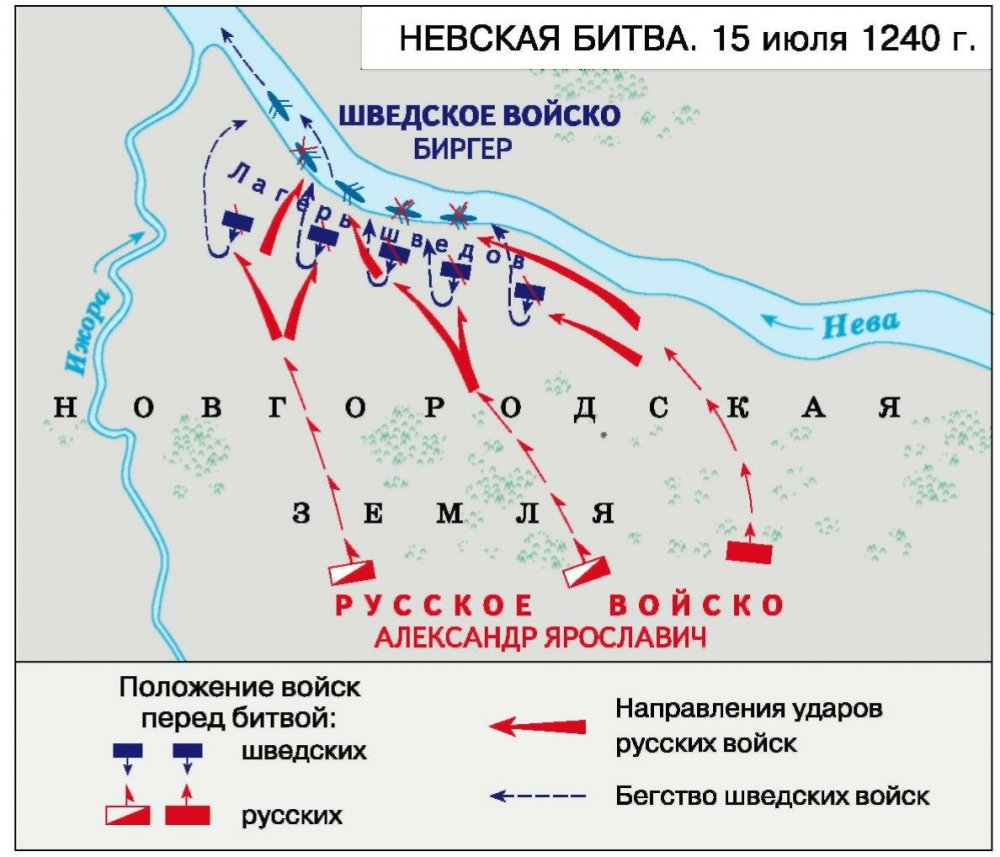 НЕВСКАЯ БИТВА. 15 июля 1240 г.
ШВЕДСКОЕ ВОЙСКО
БИРГЕР
Лагерь шведов
Ижора
Нева
НОВГОРОДСКАЯ
ЗЕМЛЯ
РУССКОЕ ВОЙСКО
АЛЕКСАНДР ЯРОСЛАВИЧ
Положение войск
перед битвой:
шведских
русских
Направления ударов
русских войск
Бегство шведских войск